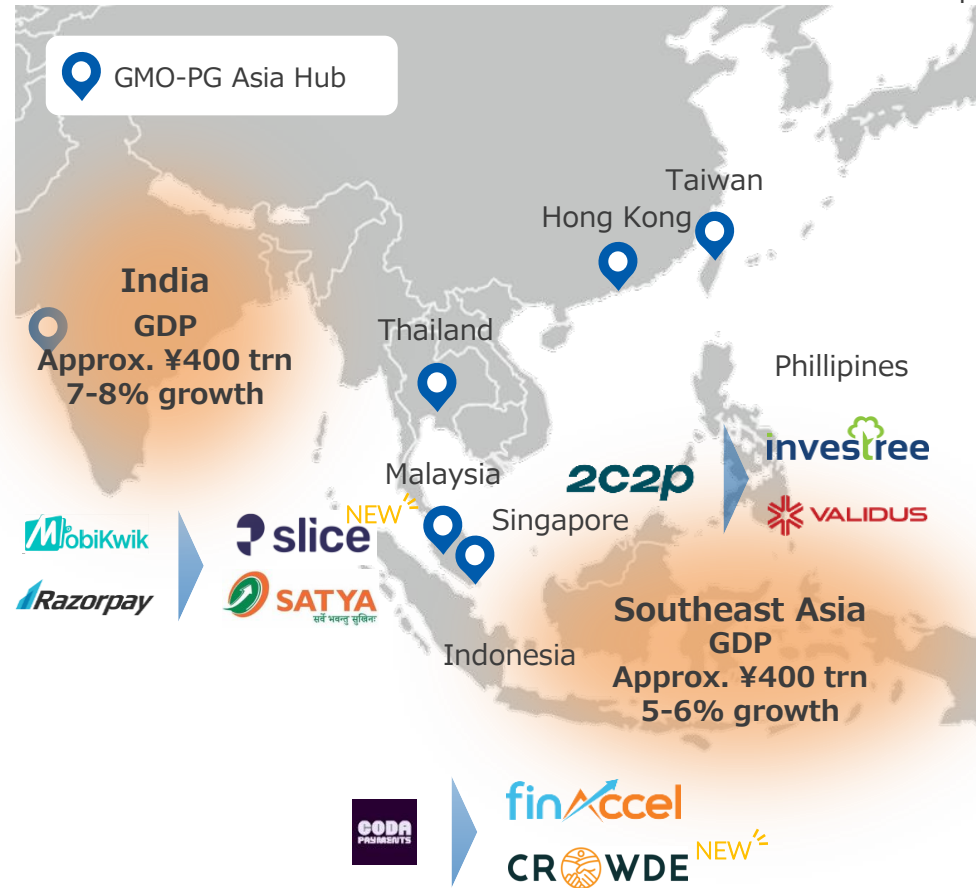 GMO-PG Asia Hub
Taiwan
Hong Kong
India
GDP
Approx. ¥400 trn
7-8% growth
Thailand
Phillipines
investree
Malaysia
2c2p
MobiKwik
slice
NEW
Singapore
VALIDUS
Razorpay
SATYA
सर्वे भवन्तु सुखिनः
Southeast Asia
GDP
Approx. ¥400 trn
5-6% growth
Indonesia
finAccel
CODA
PAYMENTS
CROWDE
NEW